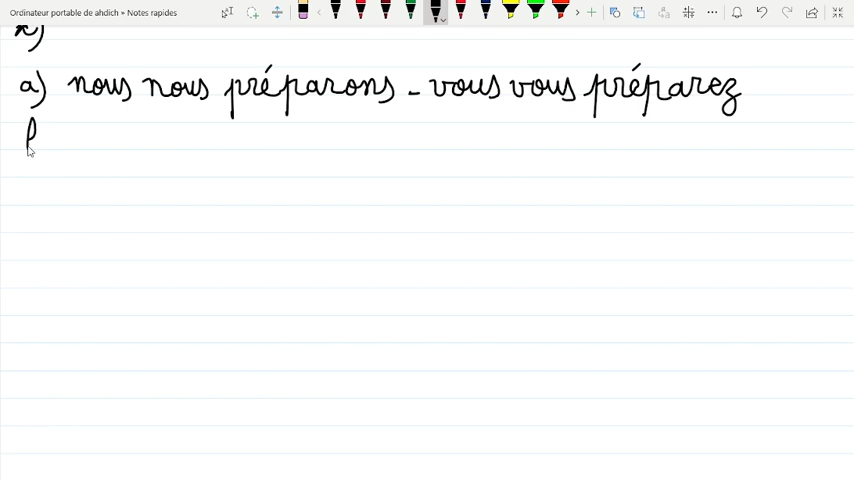 Ordinateur portable de ahdich » Notes rapides
a) nous nous préparons - vous vous préparez